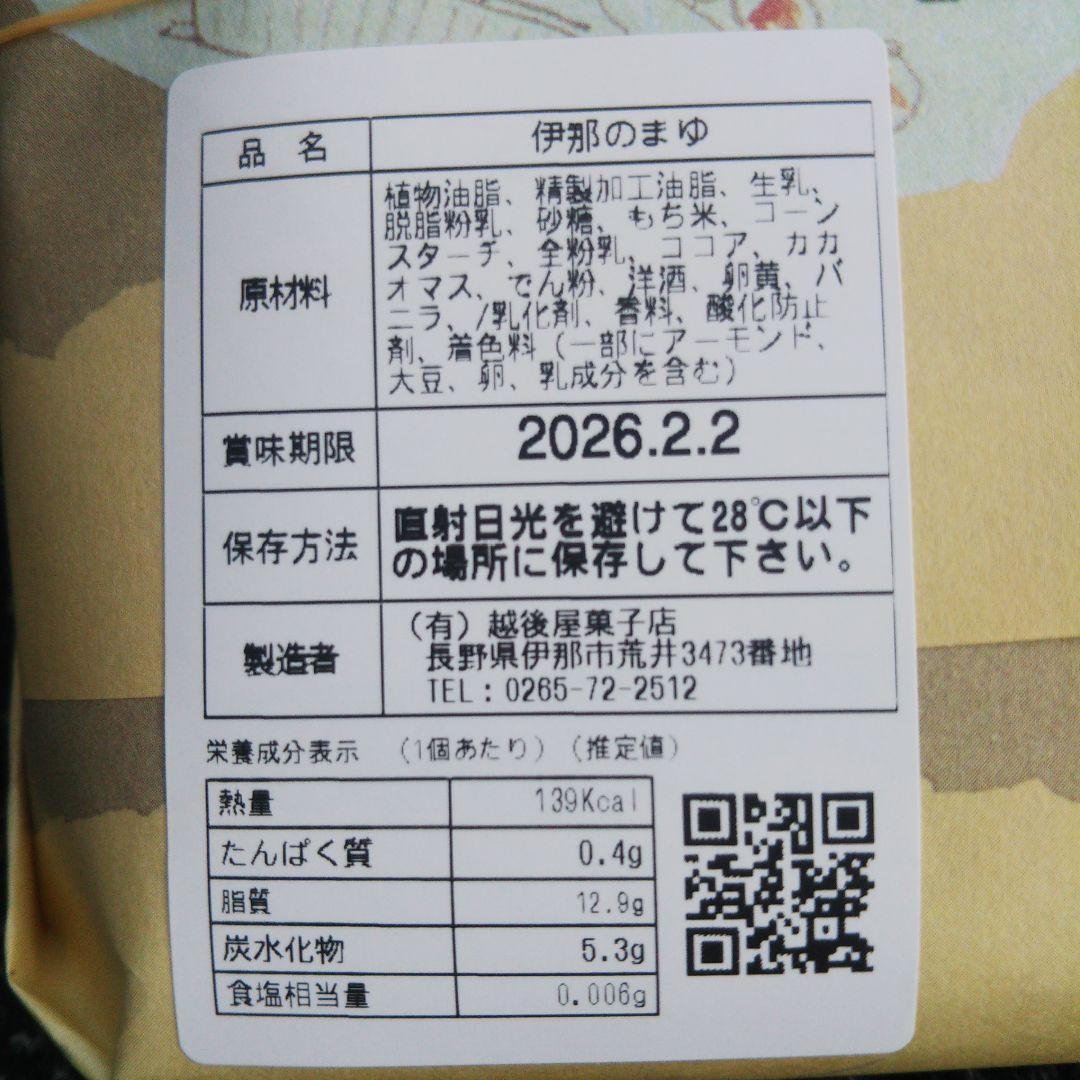 品名 伊那のまゆ
原材料
植物油脂、精製加工油脂、生乳、
脱脂粉乳、砂糖、もち米、コーン
スターチ、全粉乳、ココア、カカ
オマス、でん粉、洋酒、卵黄、バ
ニラ、/乳化剤、香料、酸化防止
剤、着色料（一部にアーモンド、
大豆、卵、乳成分を含む）
賞味期限 2026.2.2
保存方法
直射日光を避けて28℃以下
の場所に保存して下さい。
製造者
（有）越後屋菓子店
長野県伊那市荒井3473番地
TEL：0265-72-2512
栄養成分表示 （1個あたり）（推定値）
熱量 139Kcal
たんぱく質 0.4g
脂質 12.9g
炭水化物 5.3g
食塩相当量 0.006g